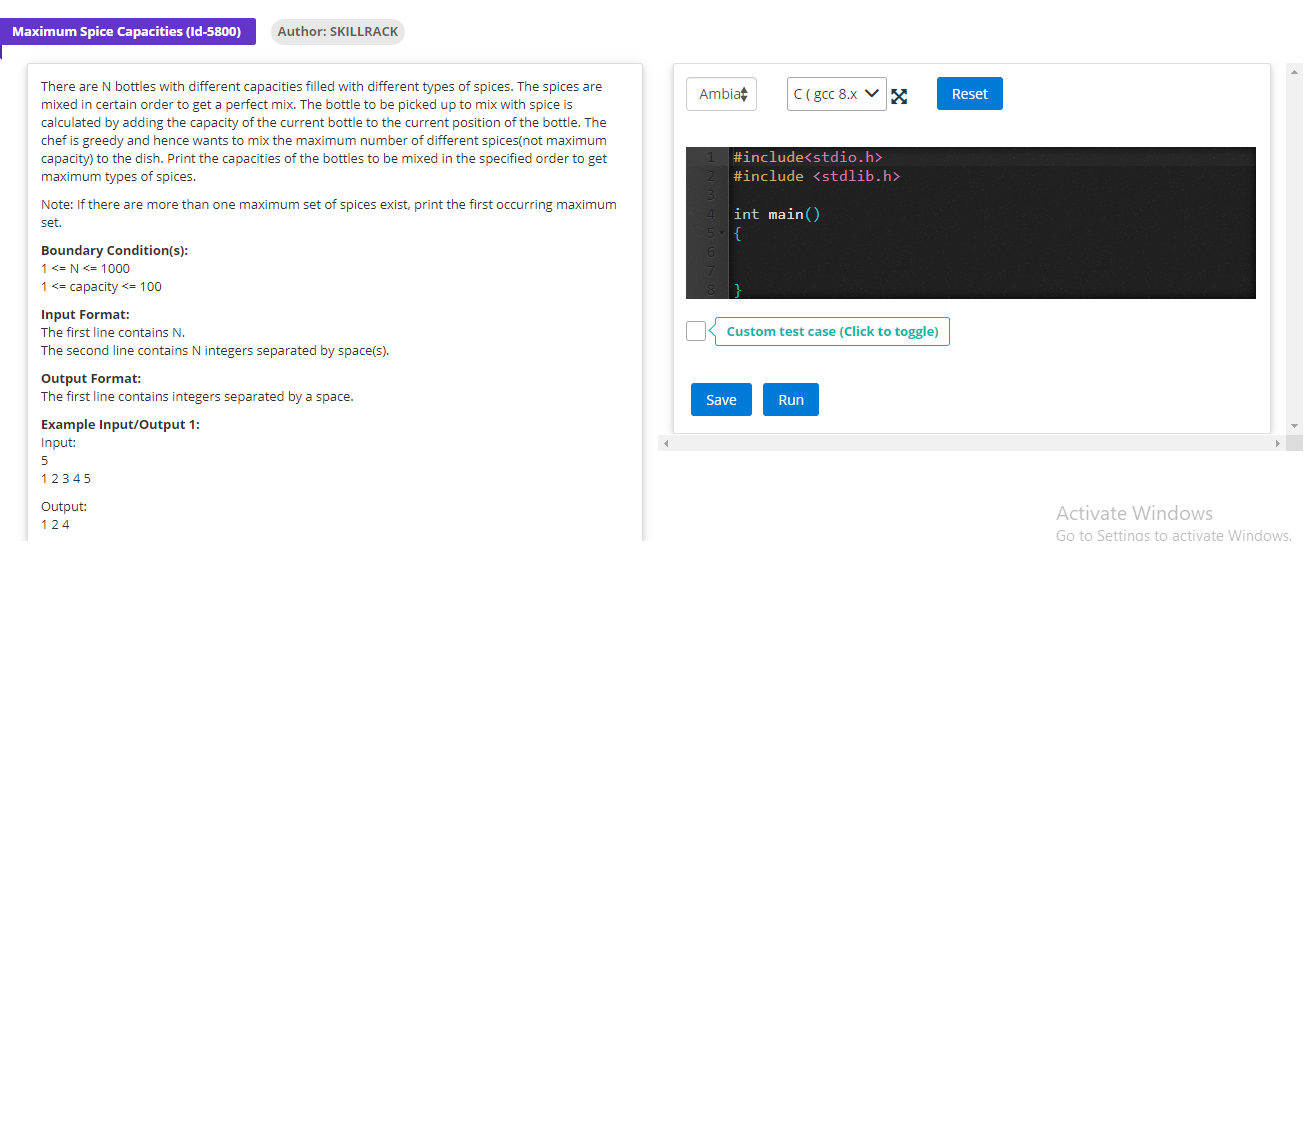 Maximum Spice Capacities (Id-5800)
Author: SKILLRACK
There are N bottles with different capacities filled with different types of spices. The spices are
mixed in certain order to get a perfect mix. The bottle to be picked up to mix with spice is
calculated by adding the capacity of the current bottle to the current position of the bottle. The
chef is greedy and hence wants to mix the maximum number of different spices(not maximum
capacity) to the dish. Print the capacities of the bottles to be mixed in the specified order to get
maximum types of spices.
Note: If there are more than one maximum set of spices exist, print the first occurring maximum
set.
Boundary Condition(s):
1 <= N <= 1000
1 <= capacity <= 100
Input Format:
The first line contains N.
The second line contains N integers separated by space(s).
Output Format:
The first line contains integers separated by a space.
Example Input/Output 1:
Input:
5
1 2 3 4 5
Output:
1 2 4
Ambia
C ( gcc 8.x
Reset
1 #include<stdio.h>
2 #include <stdlib.h>
3
4 int main()
5 {
6
7
8 }
Custom test case (Click to toggle)
Save
Run
Activate Windows
Go to Settings to activate Windows.